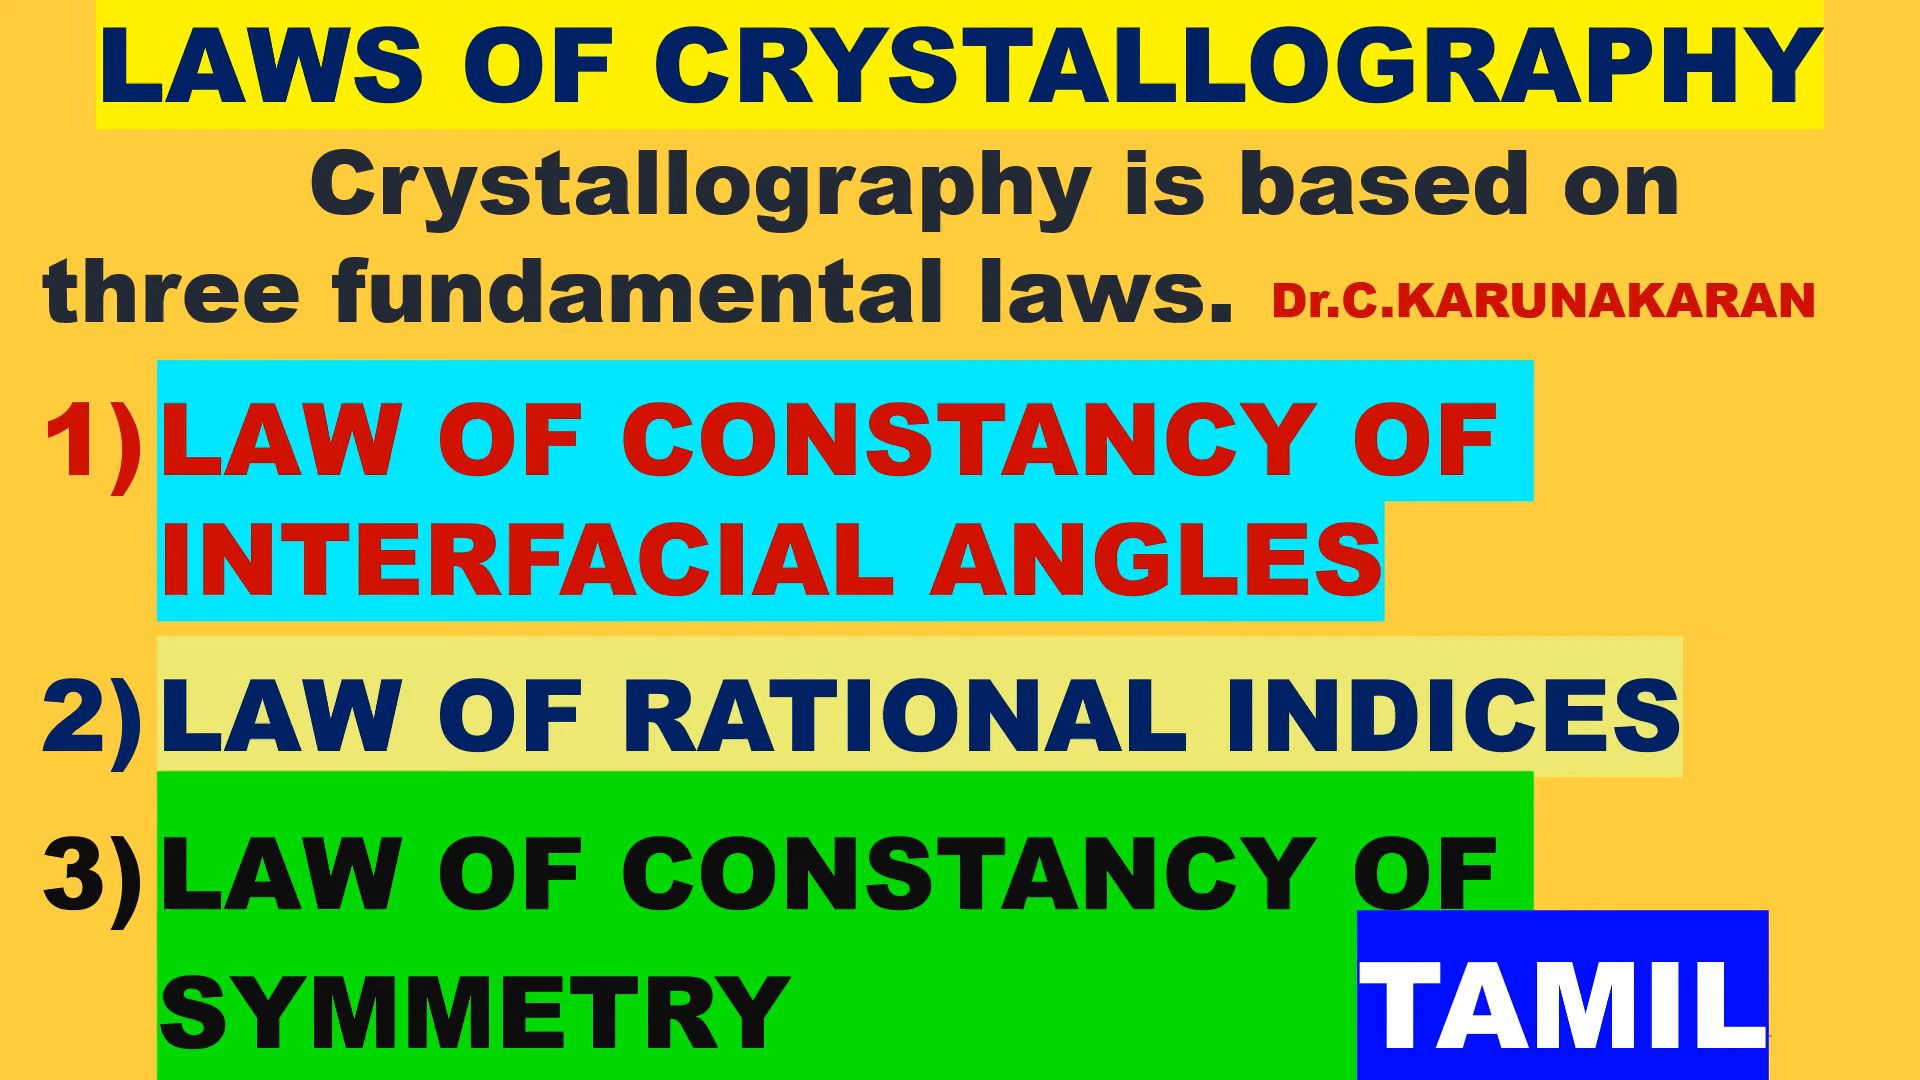 LAWS OF CRYSTALLOGRAPHY
Crystallography is based on
three fundamental laws. Dr.C.KARUNAKARAN
1) LAW OF CONSTANCY OF
INTERFACIAL ANGLES
2) LAW OF RATIONAL INDICES
3) LAW OF CONSTANCY OF
SYMMETRY
TAMIL